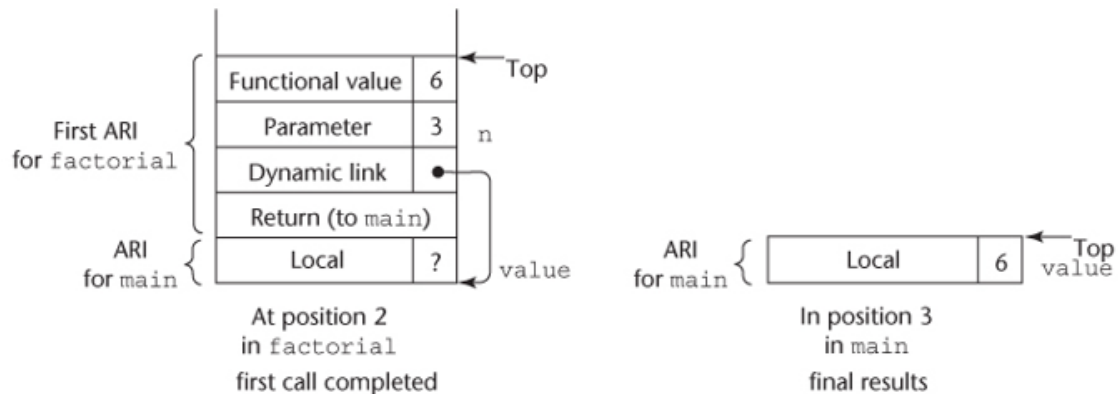 Top
Functional value 6
First ARI
for factorial
Parameter 3 n
Dynamic link
Return (to main)
ARI
for main
Local ? value
At position 2
in factorial
first call completed
ARI
for main
Local 6
Top
value
In position 3
in main
final results